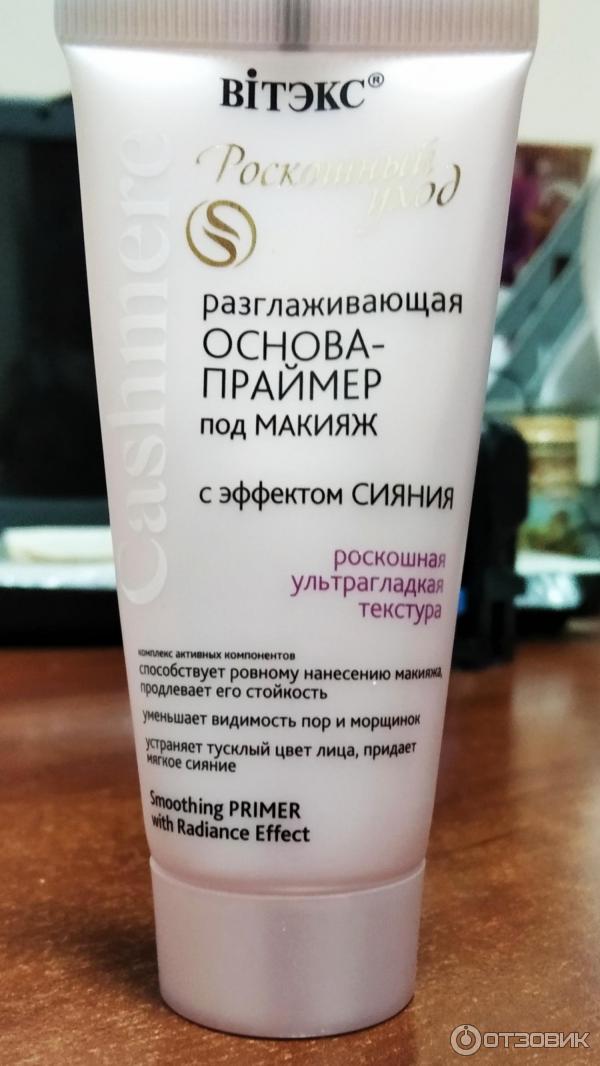 ВIТЭКС®
Роскошный
уход
Cashmere
разглаживающая
ОСНОВА-
ПРАЙМЕР
под МАКИЯЖ
с эффектом СИЯНИЯ
роскошная
ультрагладкая
текстура
комплекс активных компонентов
способствует ровному нанесению макияжа,
продлевает его стойкость
уменьшает видимость пор и морщинок
устраняет тусклый цвет лица, придает
мягкое сияние
Smoothing PRIMER
with Radiance Effect
ОТЗОВИК